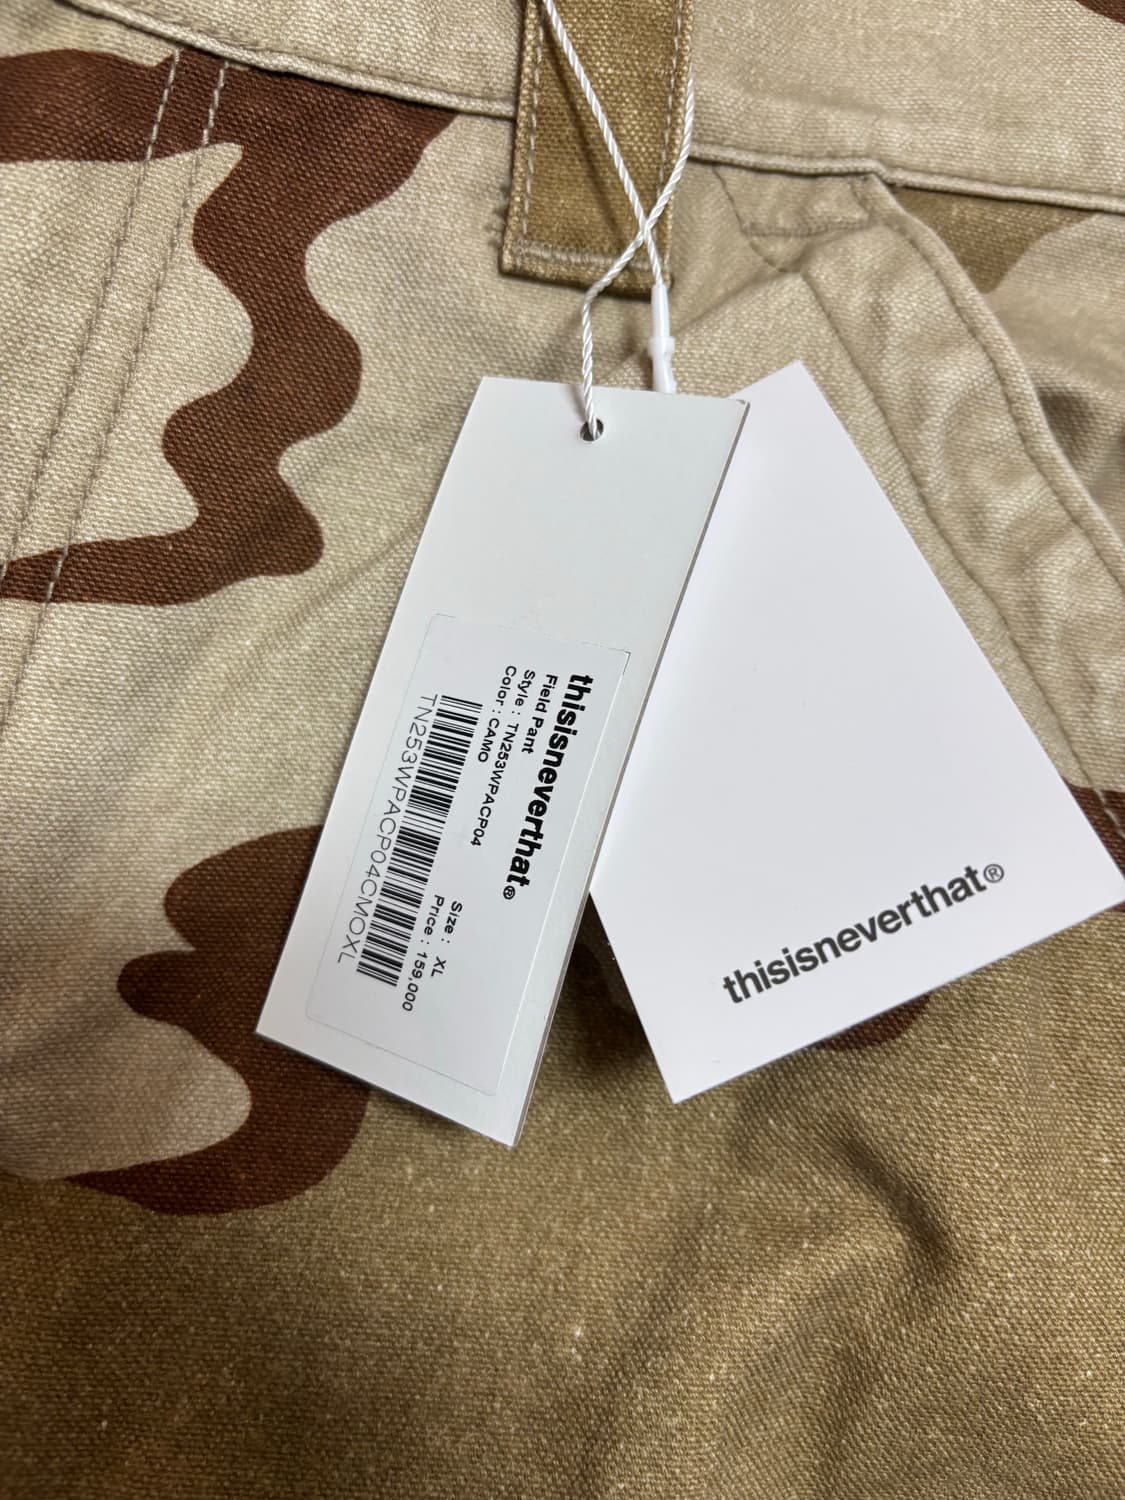 thisisneverthat®
Field Pant
Style : TN253WPACP04
Color : CAMO
Size : XL
Price : 159,000
TN253WPACP04CMOXL
thisisneverthat®